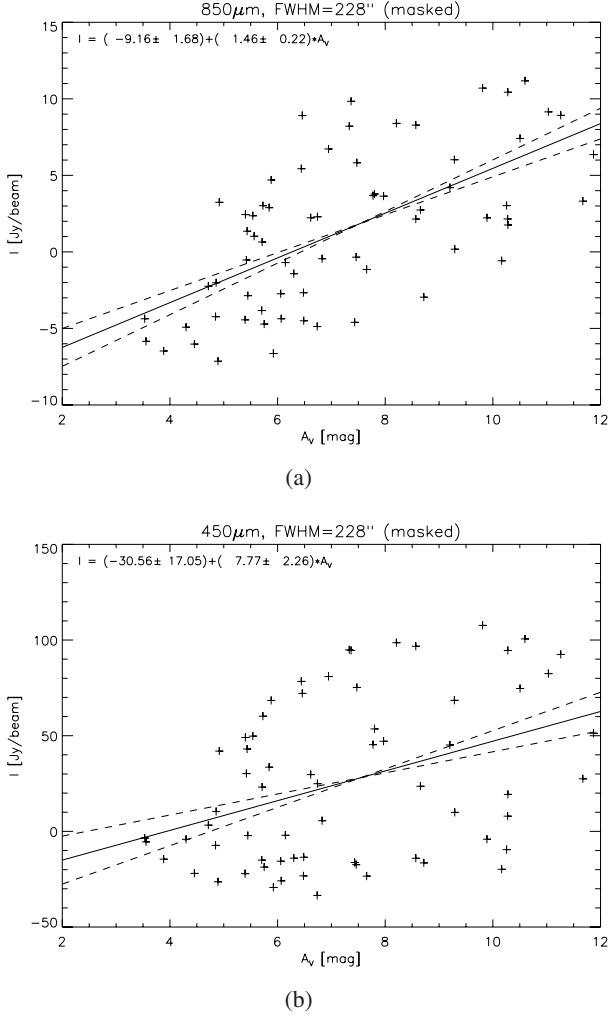 850μm, FWHM=228'' (masked)
I = ( −9.16± 1.68)+( 1.46± 0.22)*A_V
15
10
5
0
−5
−10
I [Jy/beam]
2 4 6 8 10 12
A_V [mag]
(a)
450μm, FWHM=228'' (masked)
I = (−30.56± 17.05)+( 7.77± 2.26)*A_V
150
100
50
0
−50
I [Jy/beam]
2 4 6 8 10 12
A_V [mag]
(b)